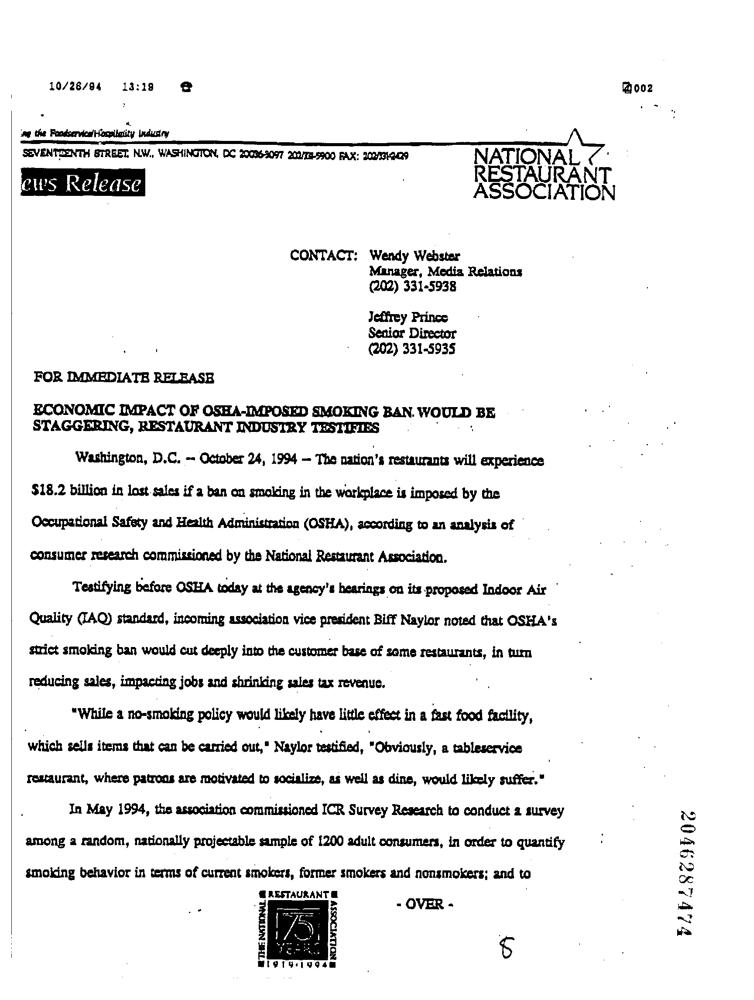 10/26/94 13:19 ☎ 002
ng the Foodservice/Hospitality Industry
SEVENTEENTH STREET, N.W., WASHINGTON, DC 20036-3097 202/331-5900 FAX: 202/331-2429
NATIONAL
RESTAURANT
ASSOCIATION
ews Release
CONTACT: Wendy Webster
Manager, Media Relations
(202) 331-5938
Jeffrey Prince
Senior Director
(202) 331-5935
FOR IMMEDIATE RELEASE
ECONOMIC IMPACT OF OSHA-IMPOSED SMOKING BAN WOULD BE
STAGGERING, RESTAURANT INDUSTRY TESTIFIES
Washington, D.C. -- October 24, 1994 -- The nation's restaurants will experience
$18.2 billion in lost sales if a ban on smoking in the workplace is imposed by the
Occupational Safety and Health Administration (OSHA), according to an analysis of
consumer research commissioned by the National Restaurant Association.
Testifying before OSHA today at the agency's hearings on its proposed Indoor Air
Quality (IAQ) standard, incoming association vice president Biff Naylor noted that OSHA's
strict smoking ban would cut deeply into the customer base of some restaurants, in turn
reducing sales, impacting jobs and shrinking sales tax revenue.
"While a no-smoking policy would likely have little effect in a fast food facility,
which sells items that can be carried out," Naylor testified, "Obviously, a tableservice
restaurant, where patrons are motivated to socialize, as well as dine, would likely suffer."
In May 1994, the association commissioned ICR Survey Research to conduct a survey
among a random, nationally projectable sample of 1200 adult consumers, in order to quantify
smoking behavior in terms of current smokers, former smokers and nonsmokers; and to
- OVER -
THE NATIONAL
RESTAURANT
ASSOCIATION
75
YEARS
1919-1994
8
2046287474